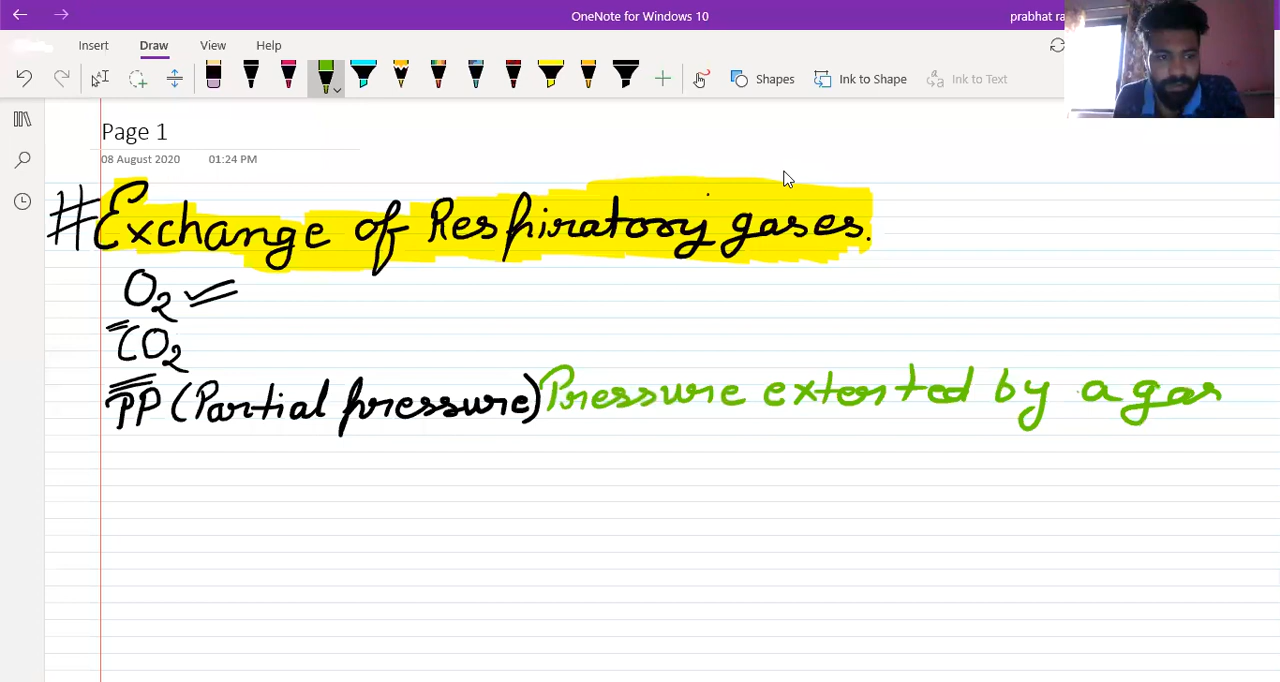 OneNote for Windows 10
prabhat ra
Insert Draw View Help
Shapes Ink to Shape Ink to Text
Page 1
08 August 2020 01:24 PM
#Exchange of Respiratory gases.
O2
CO2
PP (Partial pressure) Pressure exterted by a gas